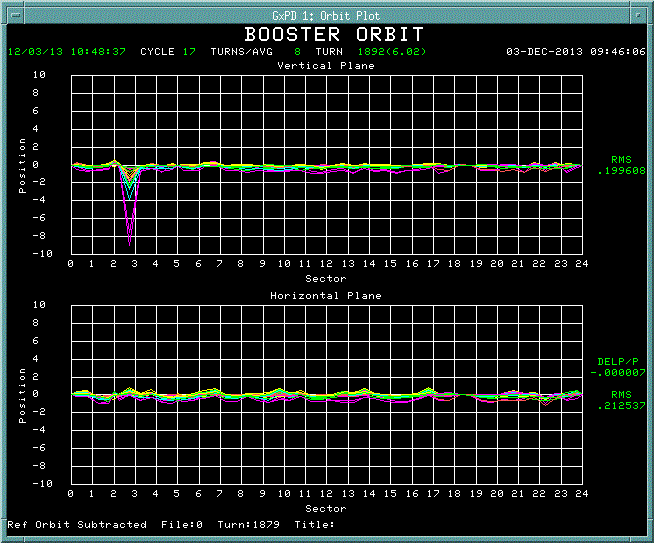 GxPD 1: Orbit Plot
BOOSTER ORBIT
12/03/13 10:48:37 CYCLE 17 TURNS/AVG 8 TURN 1892(6.02) 03-DEC-2013 09:46:06
Vertical Plane
10
8
6
4
2
0
-2
-4
-6
-8
-10
Position
RMS
.199608
0 1 2 3 4 5 6 7 8 9 10 11 12 13 14 15 16 17 18 19 20 21 22 23 24
Sector
Horizontal Plane
10
8
6
4
2
0
-2
-4
-6
-8
-10
Position
DELP/P
-.000007
RMS
.212537
0 1 2 3 4 5 6 7 8 9 10 11 12 13 14 15 16 17 18 19 20 21 22 23 24
Sector
Ref Orbit Subtracted File:0 Turn:1879 Title: